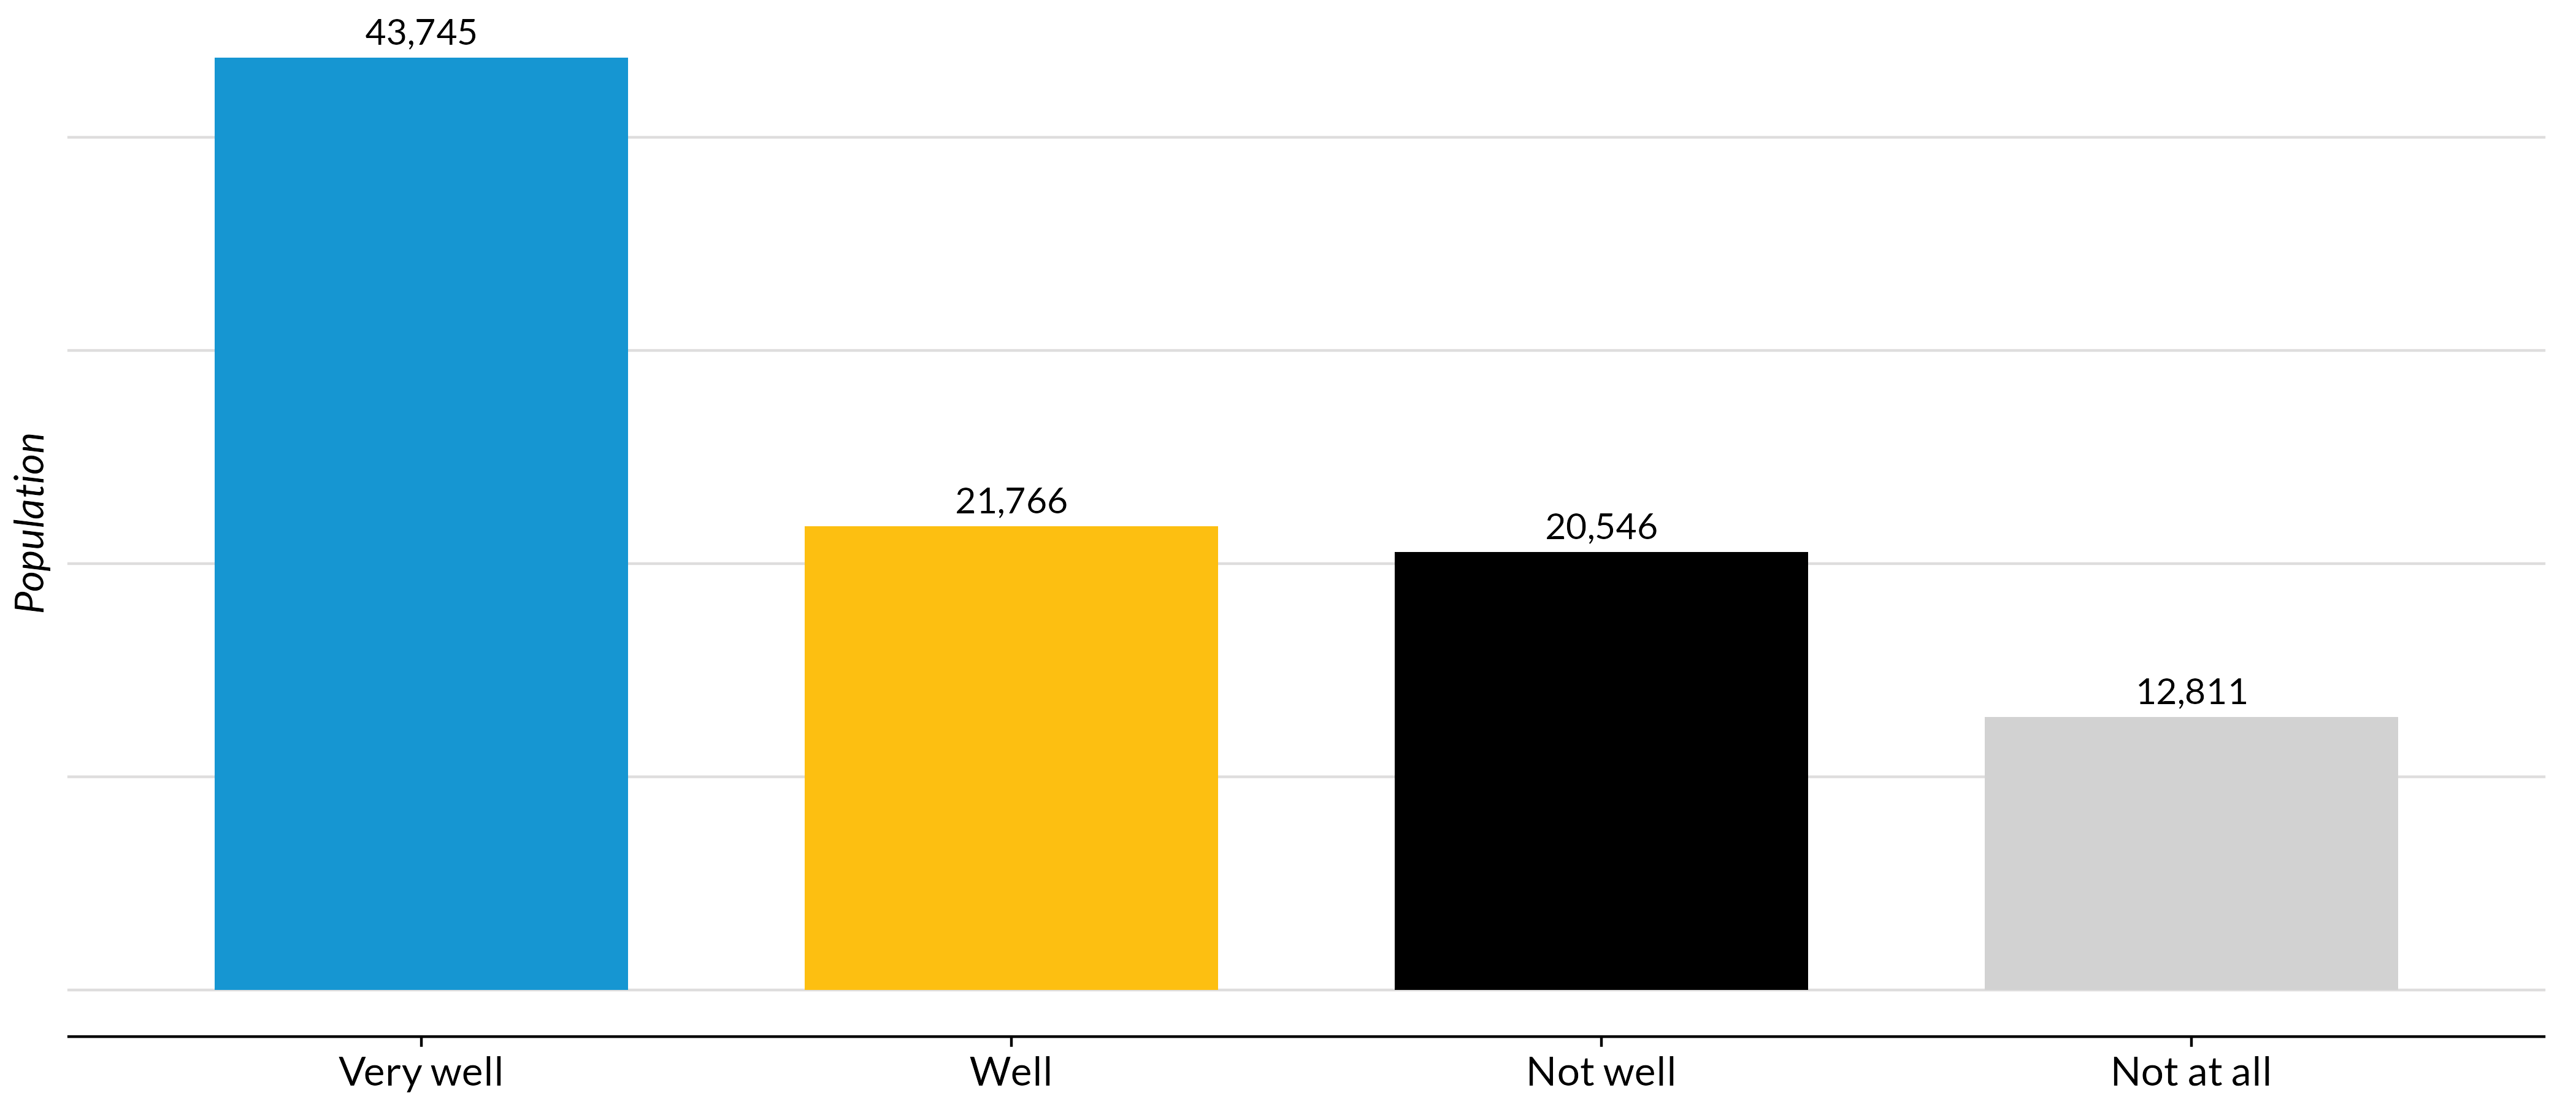 43,745
21,766
20,546
12,811
Population
Very well
Well
Not well
Not at all